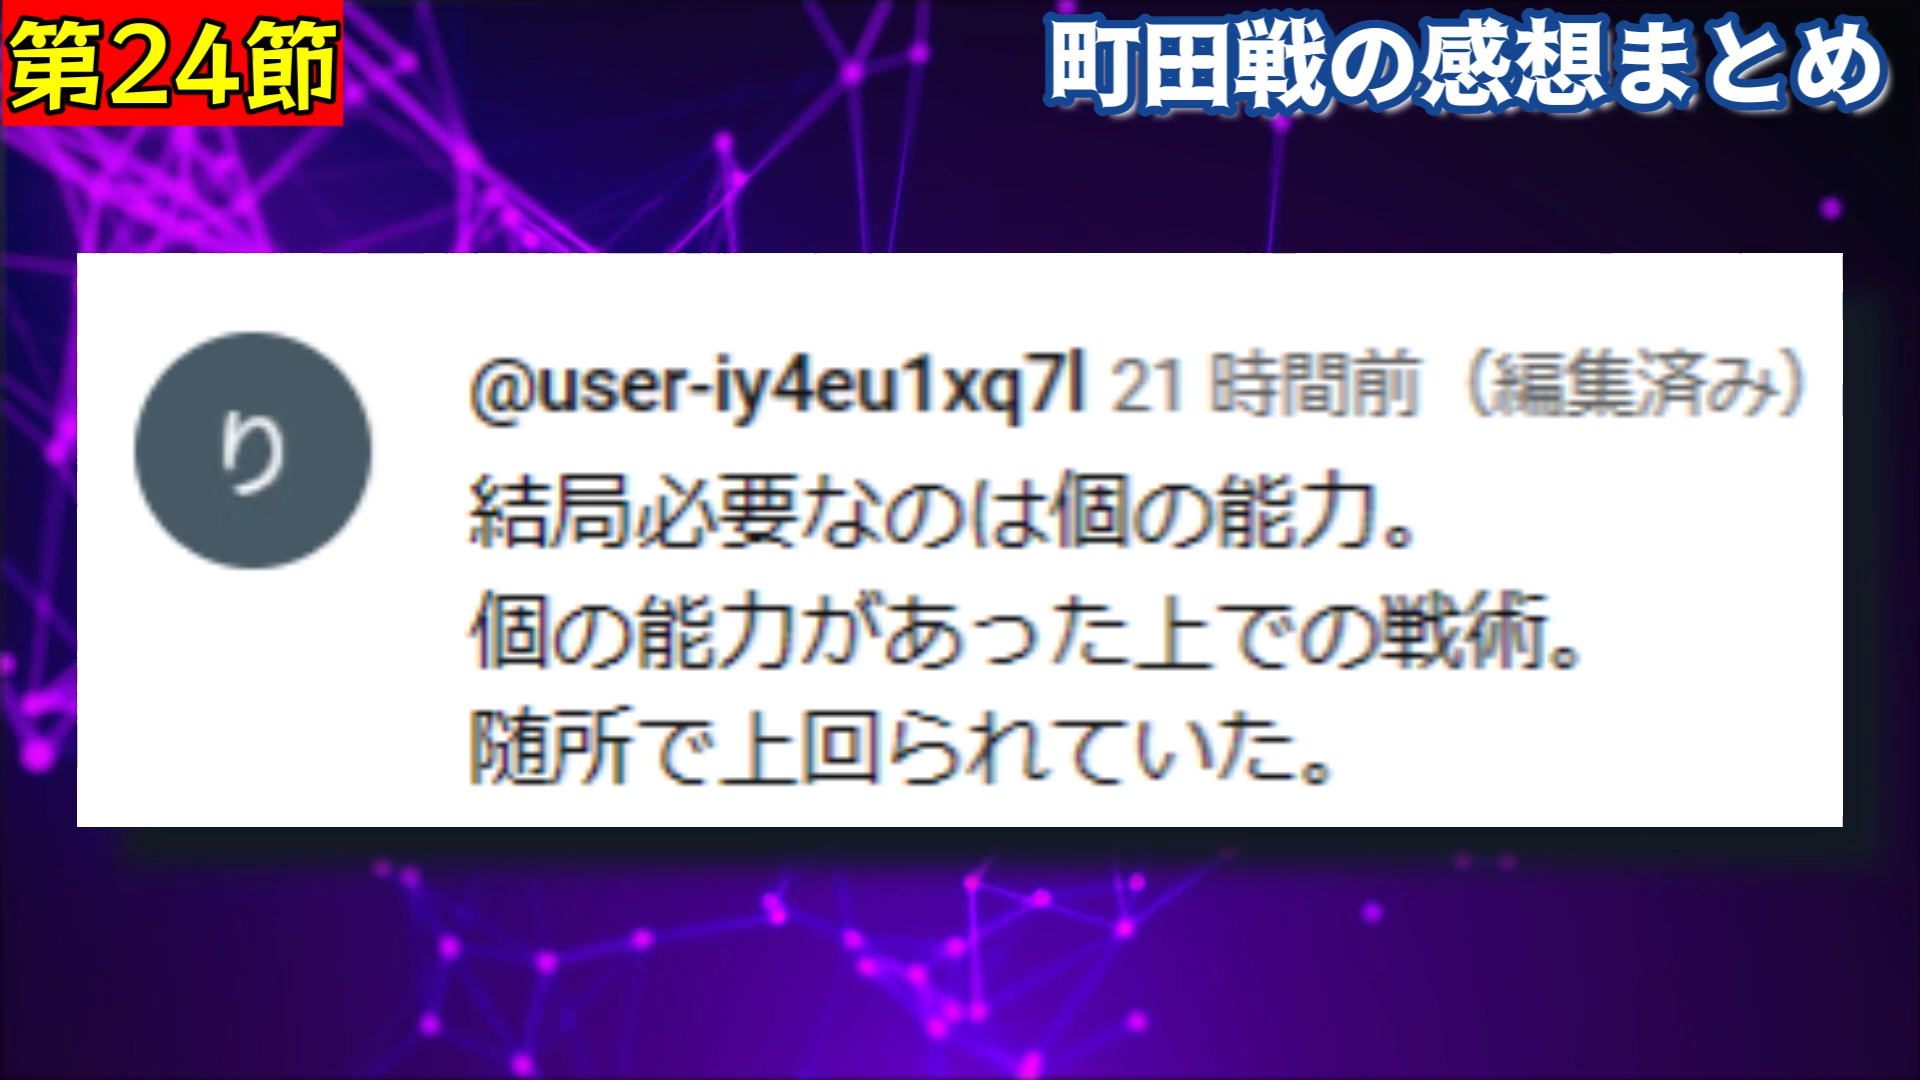 第24節
町田戦の感想まとめ
り
@user-iy4eu1xq7l 21 時間前（編集済み）
結局必要なのは個の能力。
個の能力があった上での戦術。
随所で上回られていた。